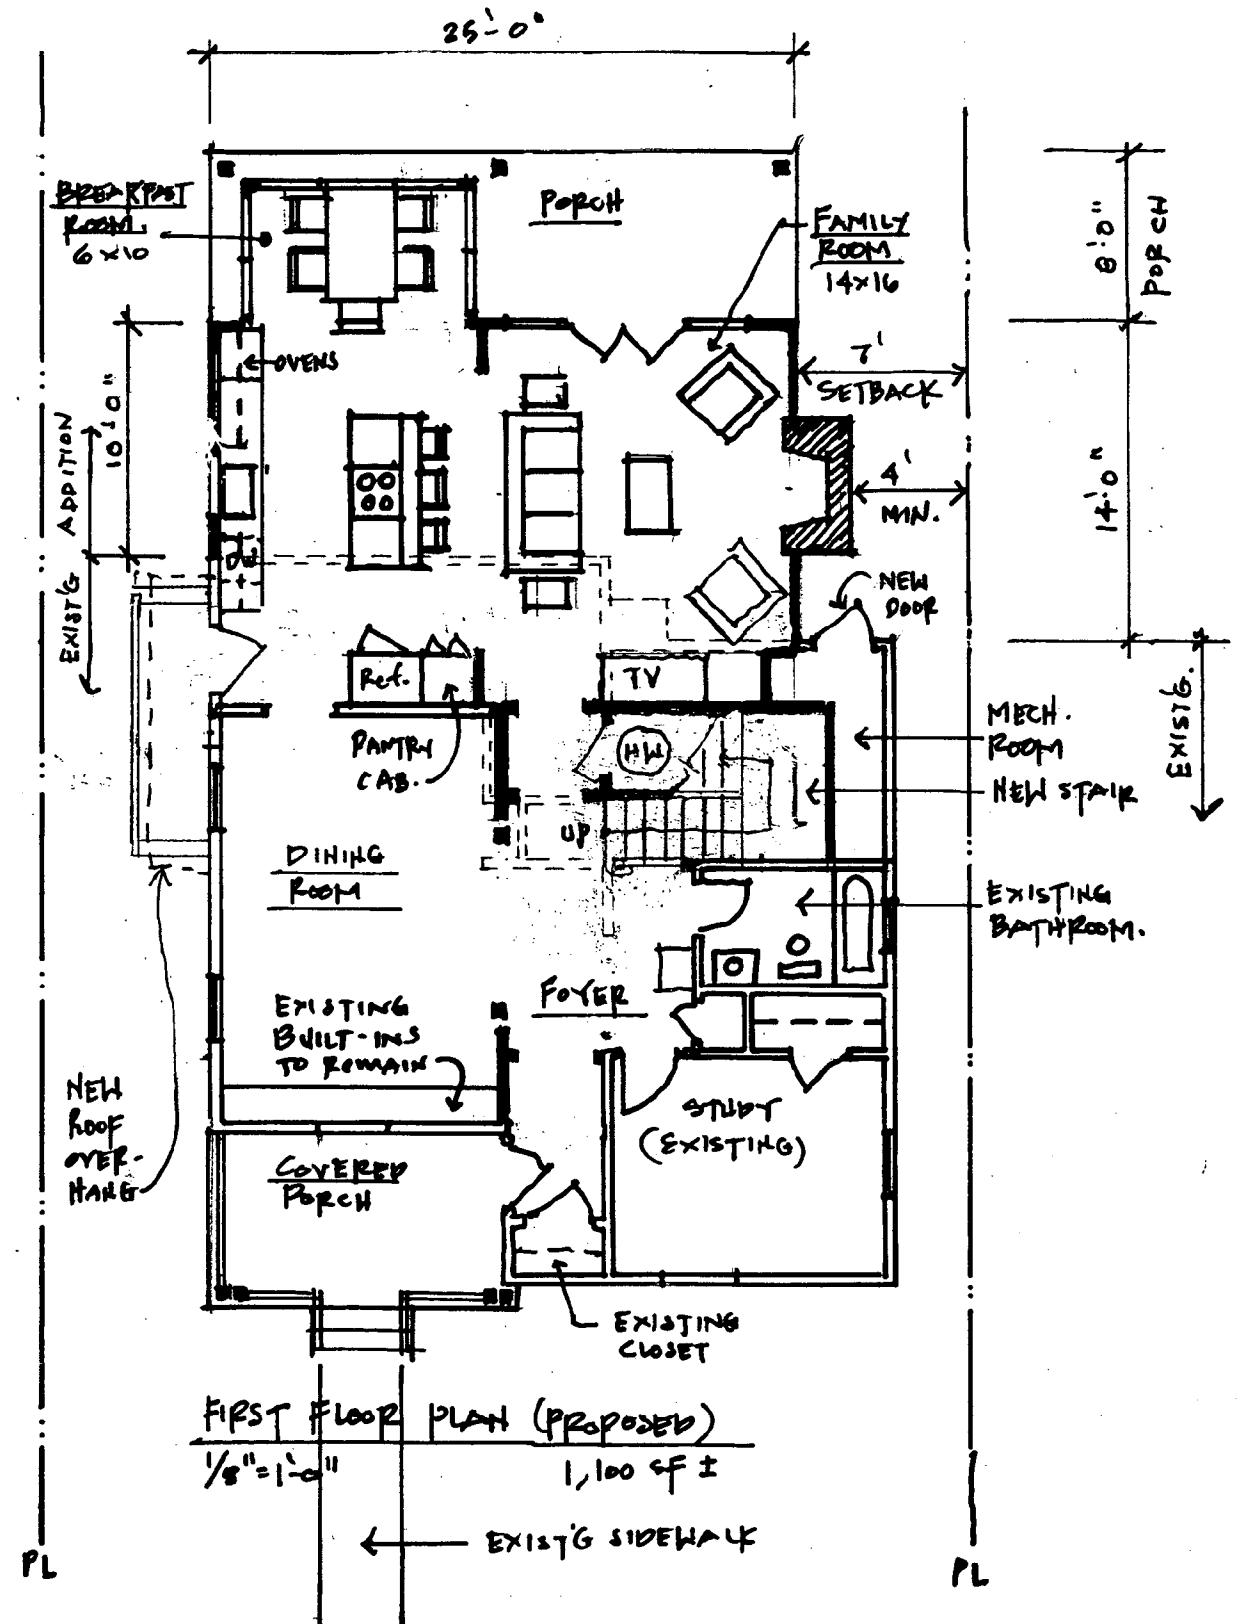 25'-0"
BREAKFAST
ROOM.
6 x 10
PORCH
FAMILY
ROOM
14x16
8'-0"
PORCH
OVENS
7'
SETBACK
10'-0"
ADDITION
EXIST'G
4'
MIN.
14'-0"
DW
NEW
DOOR
Ref.
TV
PANTRY
CAB.
HW
MECH.
ROOM
EXIST'G.
NEW STAIR
UP
DINING
ROOM
EXISTING
BATHROOM.
FOYER
EXISTING
BUILT-INS
TO REMAIN
NEW
ROOF
OVER-
HANG
STUDY
(EXISTING)
COVERED
PORCH
EXISTING
CLOSET
FIRST FLOOR PLAN (PROPOSED)
1/8"=1'-0"
1,100 SF ±
EXIST'G SIDEWALK
PL
PL